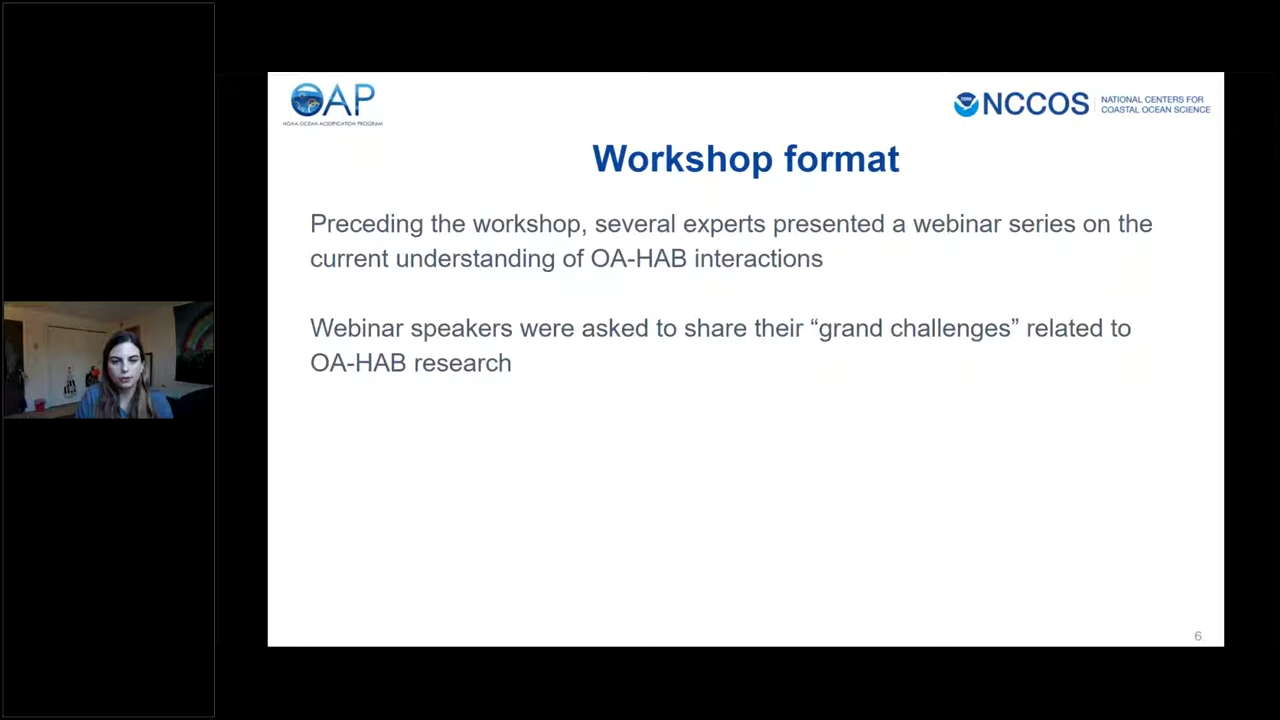 OAP
NOAA OCEAN ACIDIFICATION PROGRAM
NCCOS
NATIONAL CENTERS FOR
COASTAL OCEAN SCIENCE
Workshop format
Preceding the workshop, several experts presented a webinar series on the
current understanding of OA-HAB interactions
Webinar speakers were asked to share their “grand challenges” related to
OA-HAB research
6